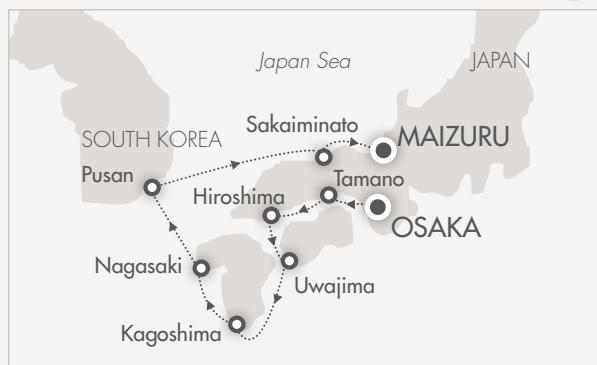 Japan Sea
JAPAN
SOUTH KOREA
Sakaiminato
MAIZURU
Pusan
Tamano
Hiroshima
OSAKA
Nagasaki
Uwajima
Kagoshima